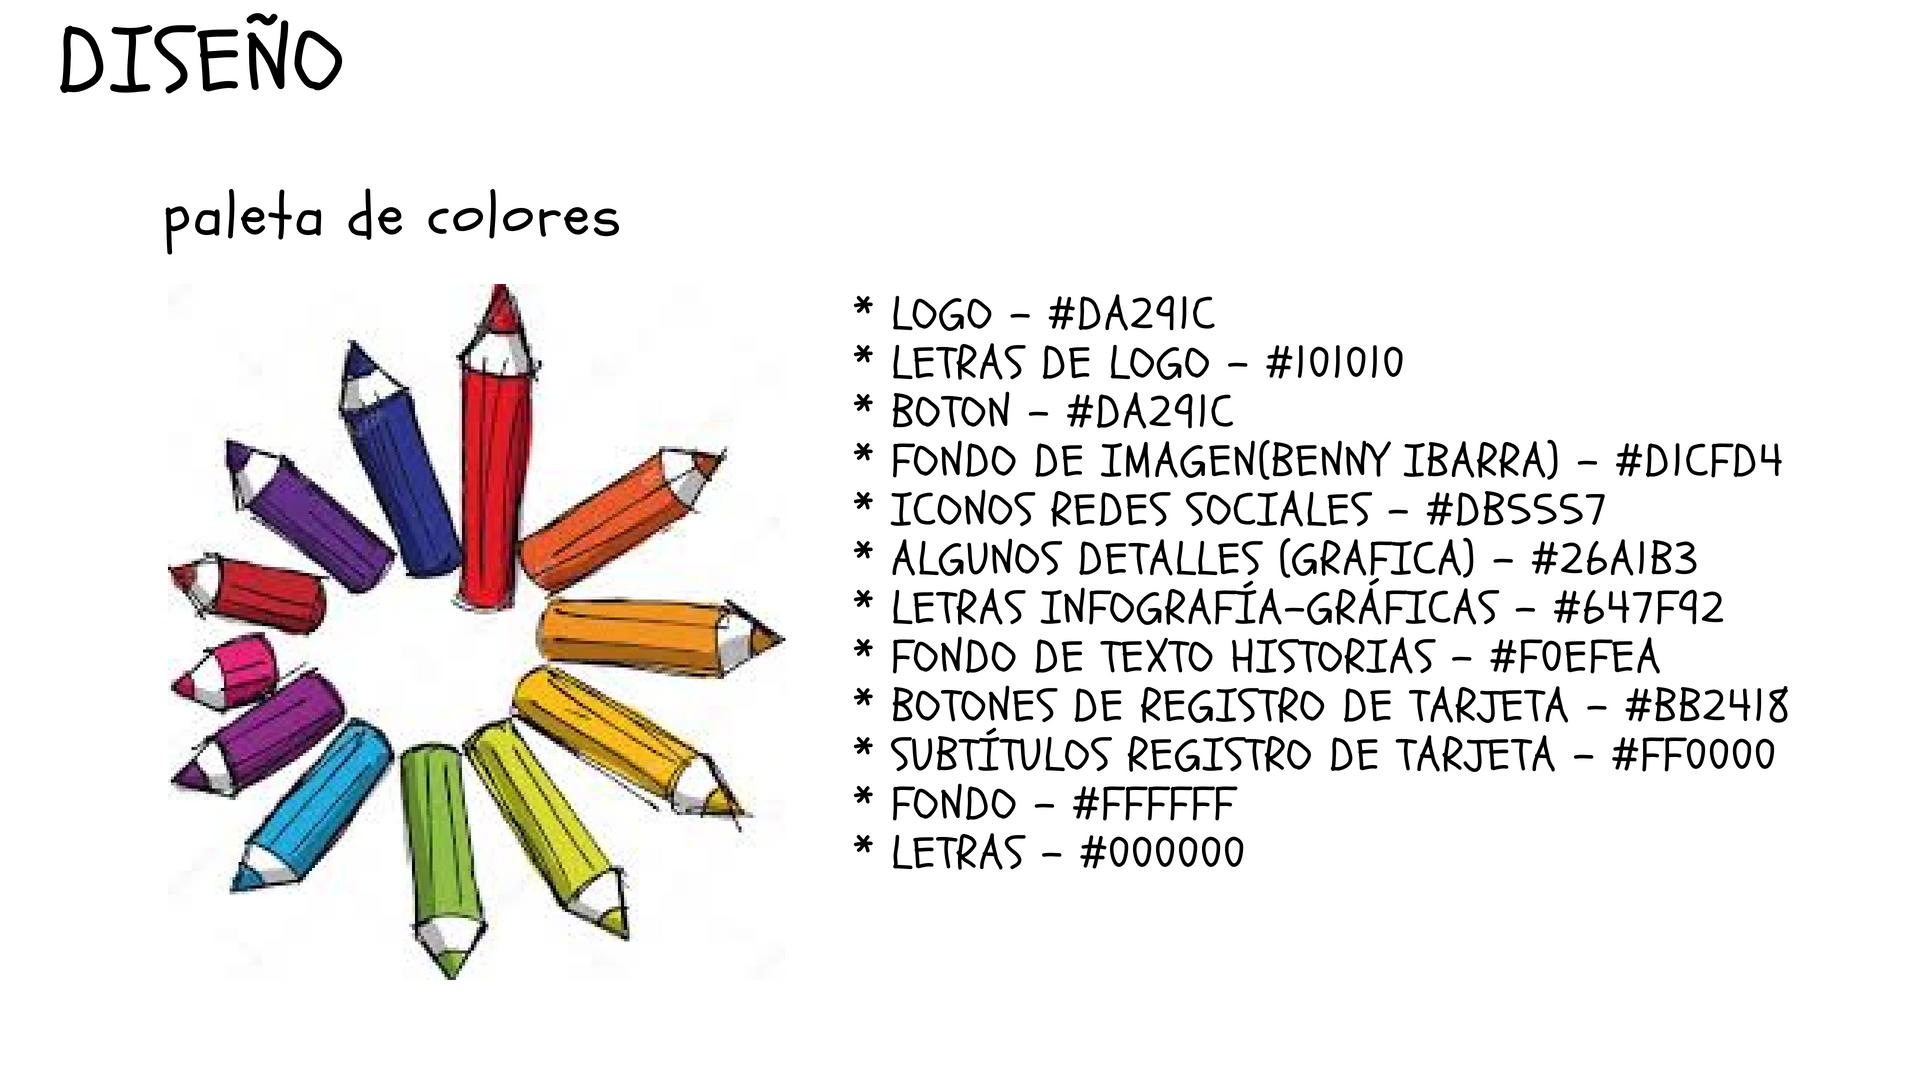 DISEÑO
paleta de colores
* LOGO - #DA291C
* LETRAS DE LOGO - #101010
* BOTON - #DA291C
* FONDO DE IMAGEN(BENNY IBARRA) - #D1CFD4
* ICONOS REDES SOCIALES - #DB5557
* ALGUNOS DETALLES (GRAFICA) - #26A1B3
* LETRAS INFOGRAFÍA-GRÁFICAS - #647F92
* FONDO DE TEXTO HISTORIAS - #F0EFEA
* BOTONES DE REGISTRO DE TARJETA - #BB2418
* SUBTÍTULOS REGISTRO DE TARJETA - #FF0000
* FONDO - #FFFFFF
* LETRAS - #000000